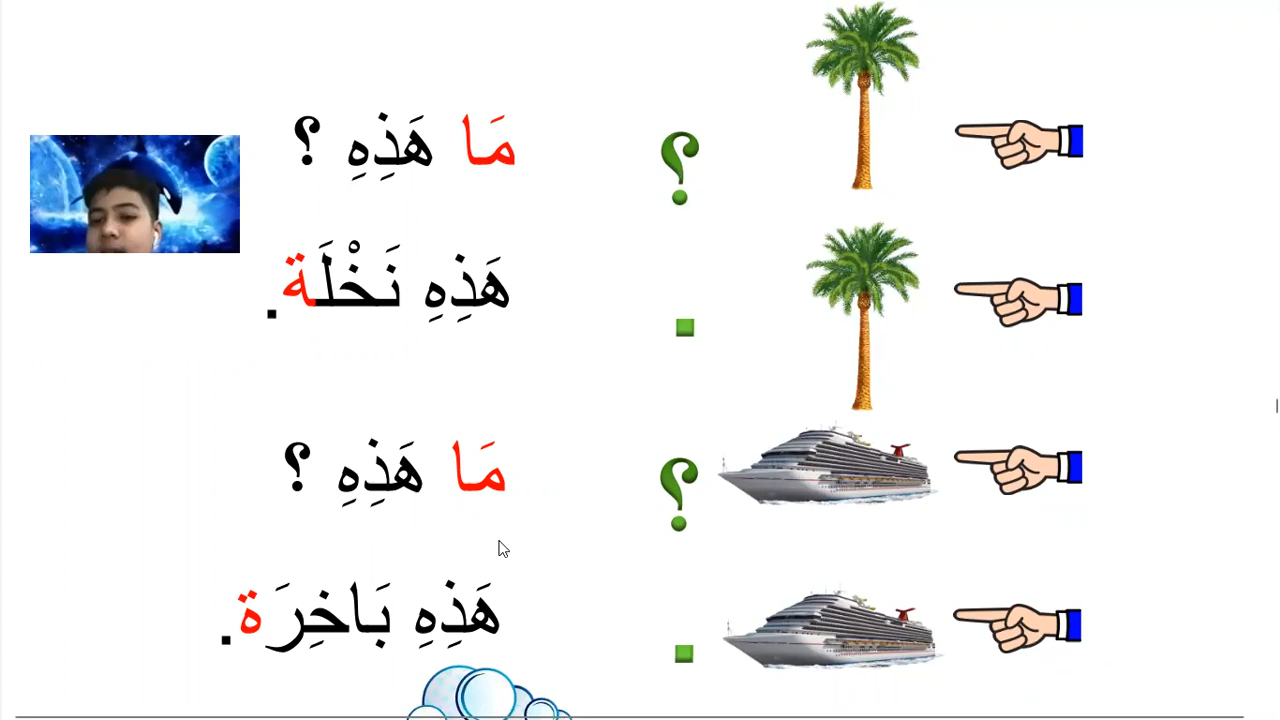 مَا هَذِهِ ؟
؟
هَذِهِ نَخْلَة.
.
مَا هَذِهِ ؟
؟
هَذِهِ بَاخِرَة.
.